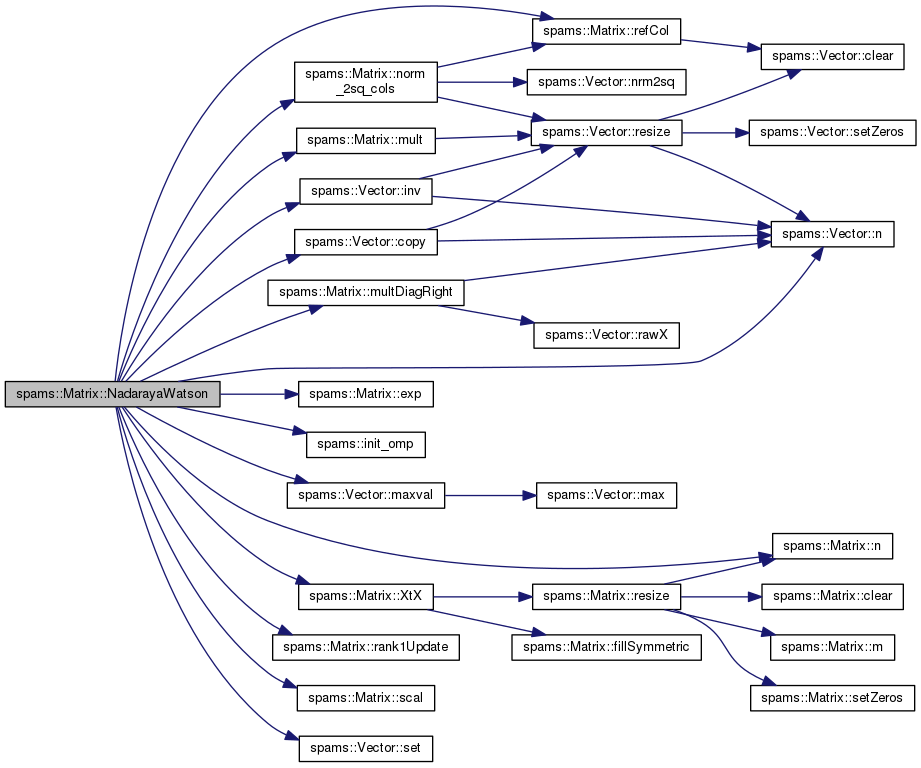 spams::Matrix::refCol
spams::Vector::clear
spams::Matrix::norm
_2sq_cols
spams::Vector::nrm2sq
spams::Vector::resize
spams::Vector::setZeros
spams::Matrix::mult
spams::Vector::inv
spams::Vector::n
spams::Vector::copy
spams::Matrix::multDiagRight
spams::Vector::rawX
spams::Matrix::NadarayaWatson
spams::Matrix::exp
spams::init_omp
spams::Vector::maxval
spams::Vector::max
spams::Matrix::n
spams::Matrix::XtX
spams::Matrix::resize
spams::Matrix::clear
spams::Matrix::rank1Update
spams::Matrix::fillSymmetric
spams::Matrix::m
spams::Matrix::scal
spams::Matrix::setZeros
spams::Vector::set